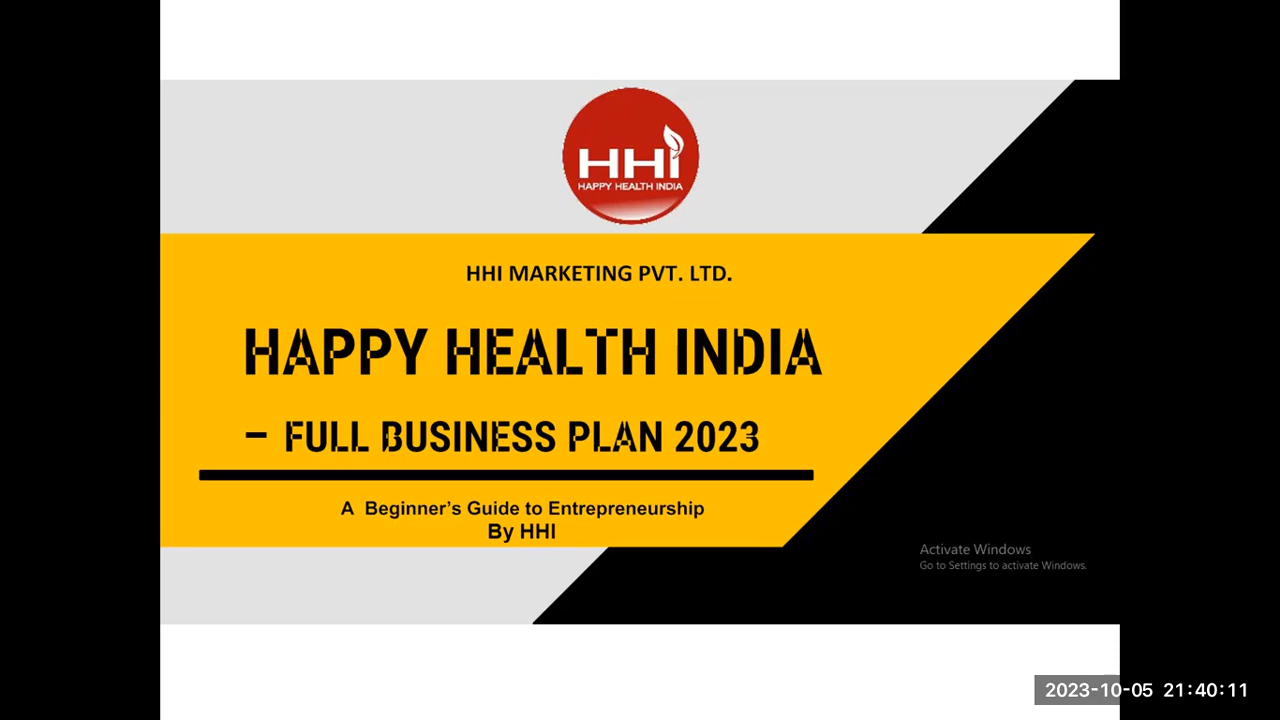 HHI
HAPPY HEALTH INDIA
HHI MARKETING PVT. LTD.
HAPPY HEALTH INDIA
– FULL BUSINESS PLAN 2023
A Beginner’s Guide to Entrepreneurship
By HHI
Activate Windows
Go to Settings to activate Windows.
2023-10-05 21:40:11